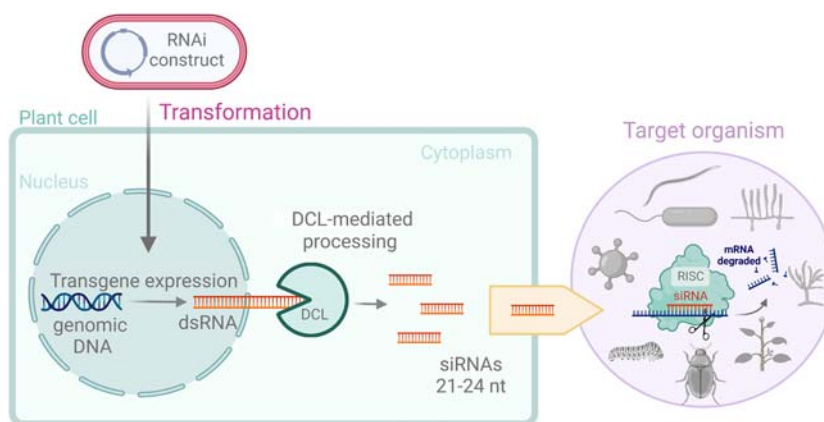 RNAi
construct
Transformation
Plant cell
Target organism
Cytoplasm
Nucleus
DCL-mediated
processing
mRNA
degraded
RISC
siRNA
Transgene expression
genomic
DNA
dsRNA
DCL
siRNAs
21-24 nt